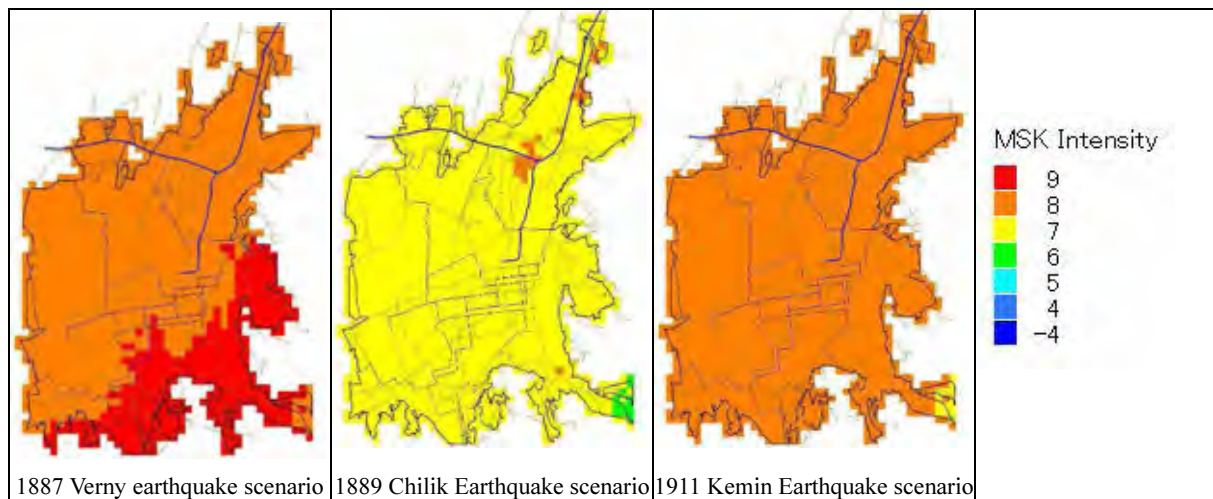 MSK Intensity
9
8
7
6
5
4
-4
1887 Verny earthquake scenario
1889 Chilik Earthquake scenario
1911 Kemin Earthquake scenario